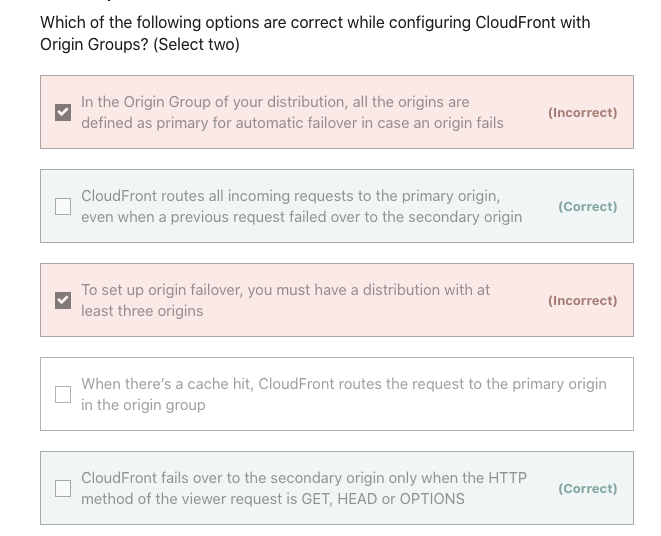 Which of the following options are correct while configuring CloudFront with
Origin Groups? (Select two)
In the Origin Group of your distribution, all the origins are
defined as primary for automatic failover in case an origin fails
(Incorrect)
CloudFront routes all incoming requests to the primary origin,
even when a previous request failed over to the secondary origin
(Correct)
To set up origin failover, you must have a distribution with at
least three origins
(Incorrect)
When there's a cache hit, CloudFront routes the request to the primary origin
in the origin group
CloudFront fails over to the secondary origin only when the HTTP
method of the viewer request is GET, HEAD or OPTIONS
(Correct)